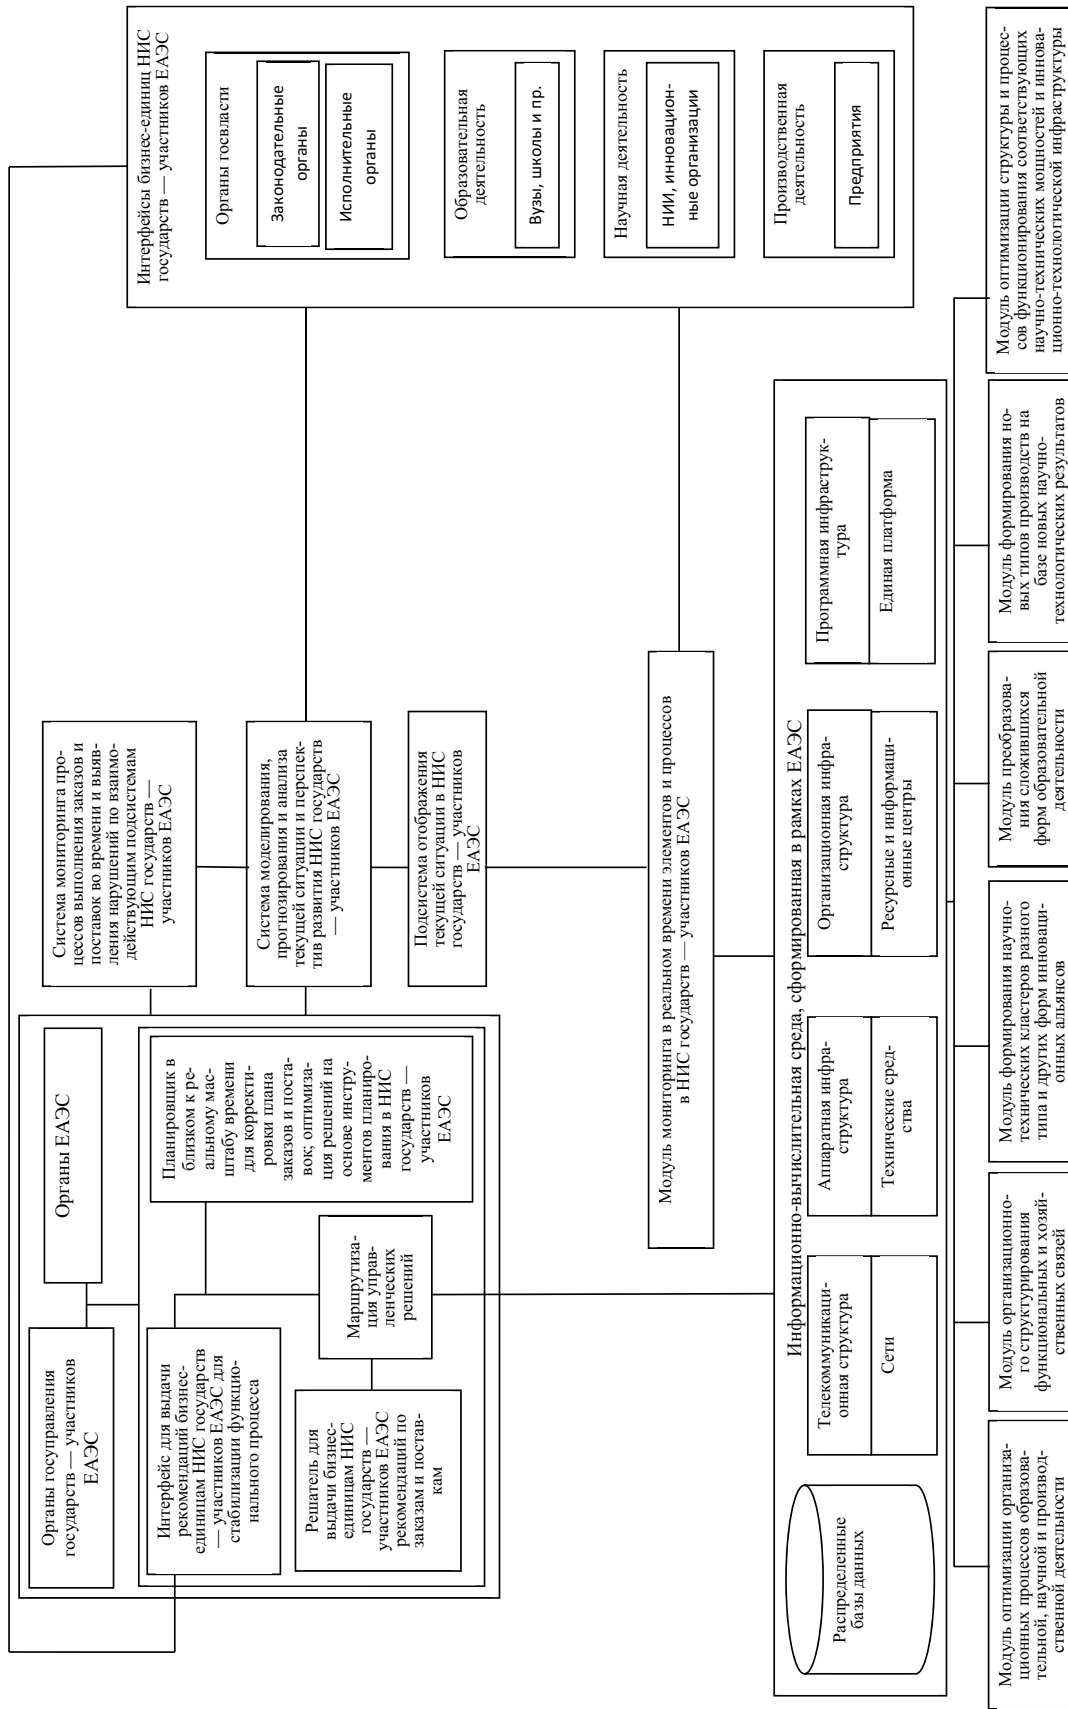 Органы госуправления
государств — участников
ЕАЭС
Органы ЕАЭС
Интерфейс для выдачи
рекомендаций бизнес-
единицам НИС государств
— участников ЕАЭС для
стабилизации функцио-
нального процесса
Решатель для
выдачи бизнес-
единицам НИС
государств —
участников ЕАЭС
рекомендаций по
заказам и постав-
кам
Маршрутиза-
ция управ-
ленческих
решений
Планировщик в
близком к ре-
альному мас-
штабу времени
для корректи-
ровки плана
заказов и поста-
вок; оптимиза-
ция решений на
основе инстру-
ментов планиро-
вания в НИС
государств —
участников
ЕАЭС
Система мониторинга про-
цессов выполнения заказов и
поставок во времени и выяв-
ления нарушений по взаимо-
действующим подсистемам
НИС государств —
участников ЕАЭС
Система моделирования,
прогнозирования и анализа
текущей ситуации и перспек-
тив развития НИС государств
— участников ЕАЭС
Подсистема отображения
текущей ситуации в НИС
государств — участников
ЕАЭС
Интерфейсы бизнес-единиц НИС
государств — участников ЕАЭС
Органы госвласти
Законодательные
органы
Исполнительные
органы
Образовательная
деятельность
Вузы, школы и пр.
Научная деятельность
НИИ, инновацион-
ные организации
Производственная
деятельность
Предприятия
Модуль мониторинга в реальном времени элементов и процессов
в НИС государств — участников ЕАЭС
Информационно-вычислительная среда, сформированная в рамках ЕАЭС
Распределенные
базы данных
Телекоммуникаци-
онная структура
Сети
Аппаратная инфра-
структура
Технические сред-
ства
Организационная инфра-
структура
Ресурсные и информаци-
онные центры
Программная инфраструк-
тура
Единая платформа
Модуль оптимизации организа-
ционных процессов образова-
тельной, научной и производ-
ственной деятельности
Модуль организационно-
го структурирования
функциональных и хозяй-
ственных связей
Модуль формирования научно-
технических кластеров разного
типа и других форм инноваци-
онных альянсов
Модуль преобразова-
ния сложившихся
форм образовательной
деятельности
Модуль формирования но-
вых типов производств на
базе новых научно-
технологических результатов
Модуль оптимизации структуры и процес-
сов функционирования соответствующих
научно-технических мощностей и иннова-
ционно-технологической инфраструктуры